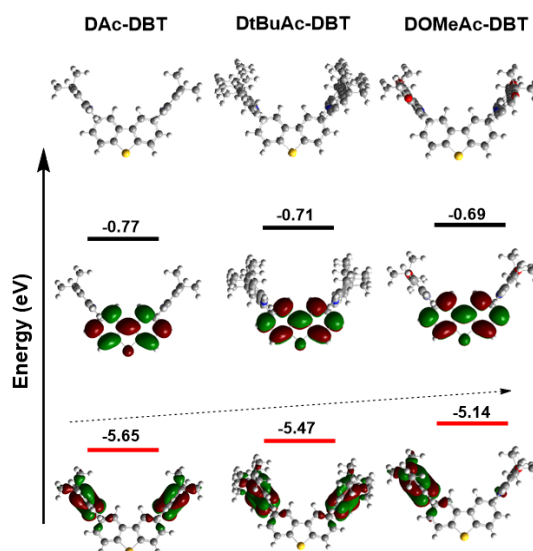 DAc-DBT DtBuAc-DBT DOMeAc-DBT
Energy (eV)
-0.77 -0.71 -0.69
-5.65 -5.47 -5.14